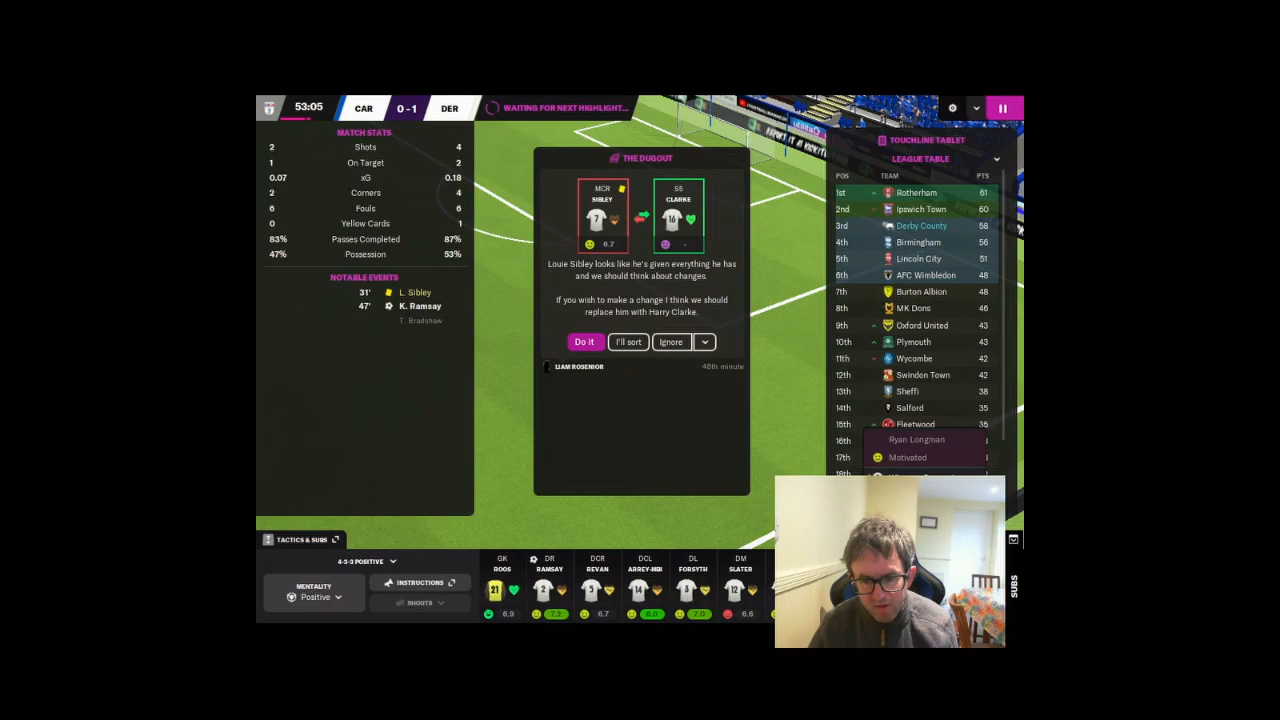 53:05 CAR 0 - 1 DER WAITING FOR NEXT HIGHLIGHT...
MATCH STATS
2 Shots 4
1 On Target 2
0.07 xG 0.18
2 Corners 4
6 Fouls 6
0 Yellow Cards 1
83% Passes Completed 87%
47% Possession 53%
NOTABLE EVENTS
31' L. Sibley
47' K. Ramsay
T. Bradshaw
THE DUGOUT
MCR
SIBLEY
7
6.7
S5
CLARKE
16
-
Louie Sibley looks like he's given everything he has
and we should think about changes.
If you wish to make a change I think we should
replace him with Harry Clarke.
Do it I'll sort Ignore
LIAM ROSENIOR 48th minute
TOUCHLINE TABLET
LEAGUE TABLE
POS TEAM PTS
1st Rotherham 61
2nd Ipswich Town 60
3rd Derby County 58
4th Birmingham 56
5th Lincoln City 51
6th AFC Wimbledon 48
7th Burton Albion 48
8th MK Dons 46
9th Oxford United 43
10th Plymouth 43
11th Wycombe 42
12th Swindon Town 42
13th Sheffi 38
14th Salford 35
15th Fleetwood 35
16th
17th
Ryan Longman
Motivated
TACTICS & SUBS
4-2-3 POSITIVE
MENTALITY
Positive
INSTRUCTIONS
SHOUTS
GK
ROOS
21
6.9
DR
RAMSAY
2
7.2
DCR
REVAN
5
6.7
DCL
ARREY-MBI
14
8.0
DL
FORSYTH
3
7.0
DM
SLATER
12
6.6
SUBS